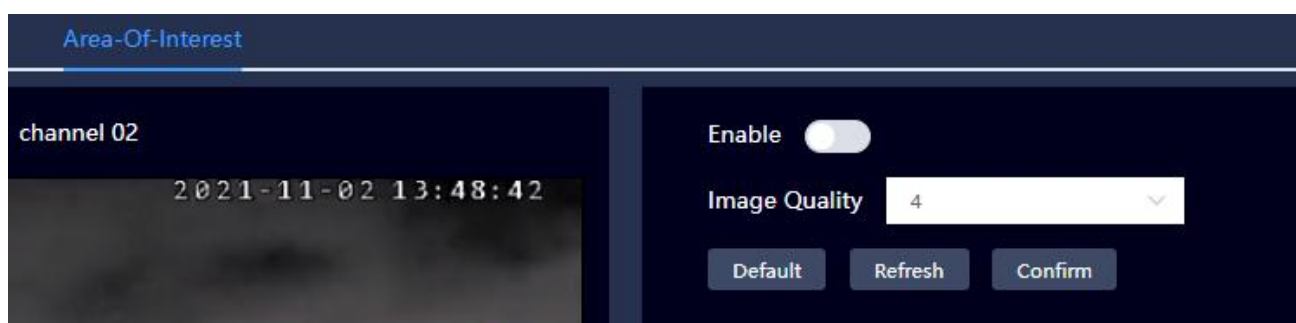 Area-Of-Interest
channel 02
2021-11-02 13:48:42
Enable
Image Quality 4
Default Refresh Confirm